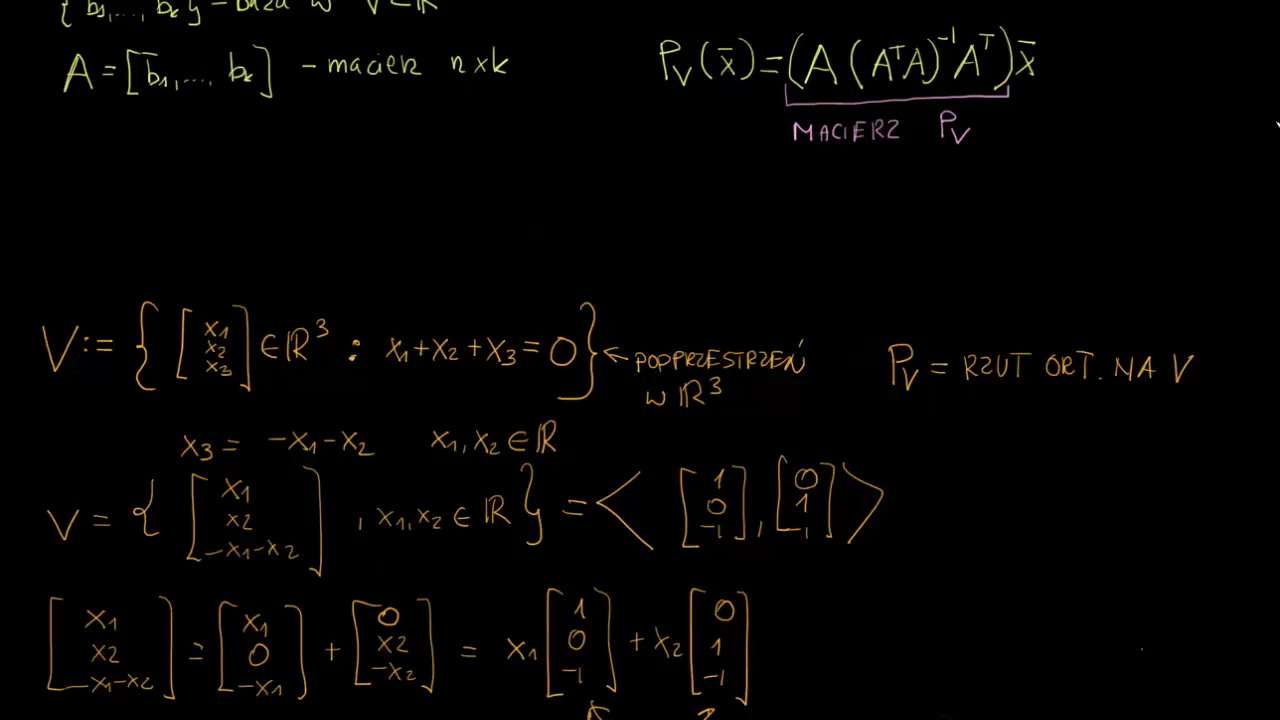 {b₁,..., bₖ} – baza w V ⊂ ℝ
A = [b̄₁,..., bₖ] – macierz n×k
P_V(x̄) = (A(AᵀA)⁻¹Aᵀ)x̄
MACIERZ P_V
V := { [x₁ x₂ x₃] ∈ ℝ³ : x₁+x₂+x₃=0 } ← PODPRZESTRZEŃ W ℝ³
P_V = RZUT ORT. NA V
x₃ = -x₁-x₂ x₁,x₂ ∈ ℝ
V = { [x₁ x₂ -x₁-x₂] , x₁,x₂ ∈ ℝ } = < [1 0 -1] , [0 1 -1] >
[x₁ x₂ -x₁-x₂] = [x₁ 0 -x₁] + [0 x₂ -x₂] = x₁ [1 0 -1] + x₂ [0 1 -1]